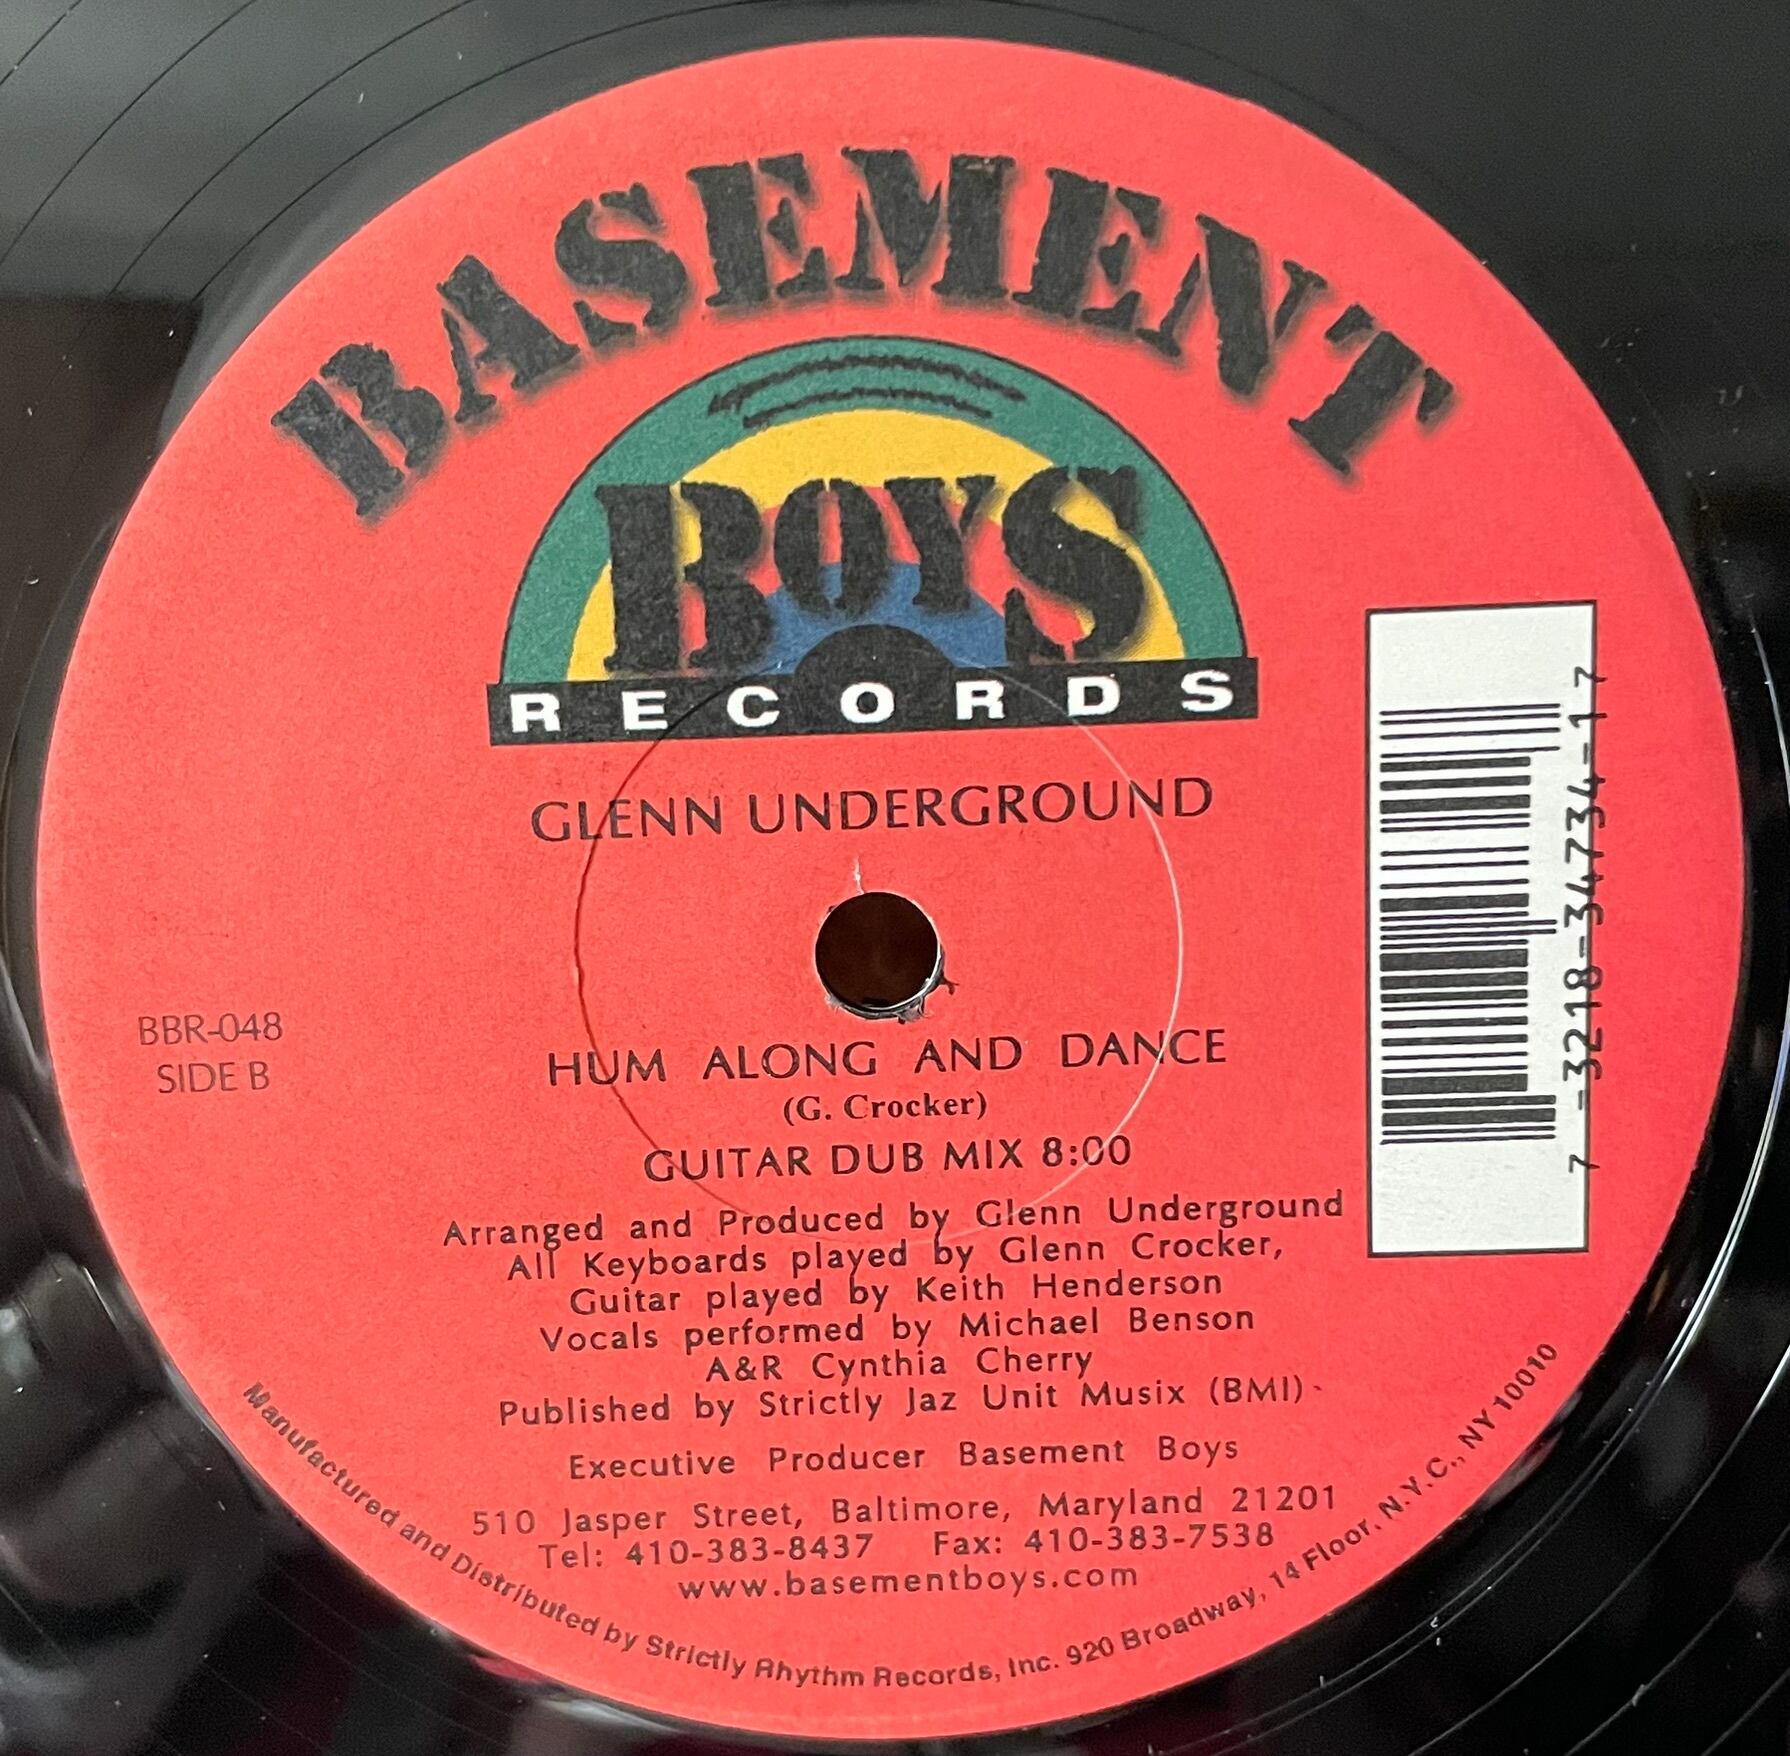 BASEMENT
BOYS
RECORDS
GLENN UNDERGROUND
BBR-048
SIDE B
HUM ALONG AND DANCE
(G. Crocker)
GUITAR DUB MIX 8:00
Arranged and Produced by Glenn Underground
All Keyboards played by Glenn Crocker,
Guitar played by Keith Henderson
Vocals performed by Michael Benson
A&R Cynthia Cherry
Published by Strictly Jaz Unit Musix (BMI)
Executive Producer Basement Boys
510 Jasper Street, Baltimore, Maryland 21201
Tel: 410-383-8437 Fax: 410-383-7538
www.basementboys.com
Manufactured and Distributed by Strictly Rhythm Records, Inc. 920 Broadway, 14 Floor, N.Y.C., NY 10010
7-3218-34734-17